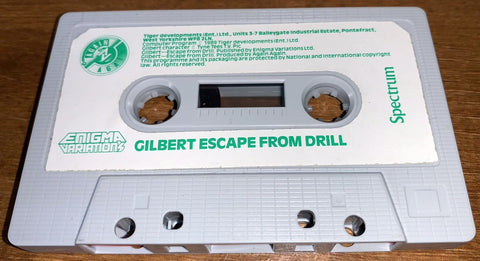 AGAIN AGAIN
Tiger developments (Ent.) Ltd., Units 3-7 Baileygate Industrial Estate, Pontefract,
West Yorkshire WF8 2LN.
Computer Program © 1989 Tiger developments (Ent.) Ltd.
Gilbert character © Tyne Tees T.V. Plc
Gilbert—Escape from Drill. Published by Enigma Variations Ltd.
Gilbert—Escape from Drill. Produced by Again Again.
This programme and its packaging are protected by National and International copyright
law. All rights reserved.
Spectrum
ENIGMA
VARIATIONS
GILBERT ESCAPE FROM DRILL